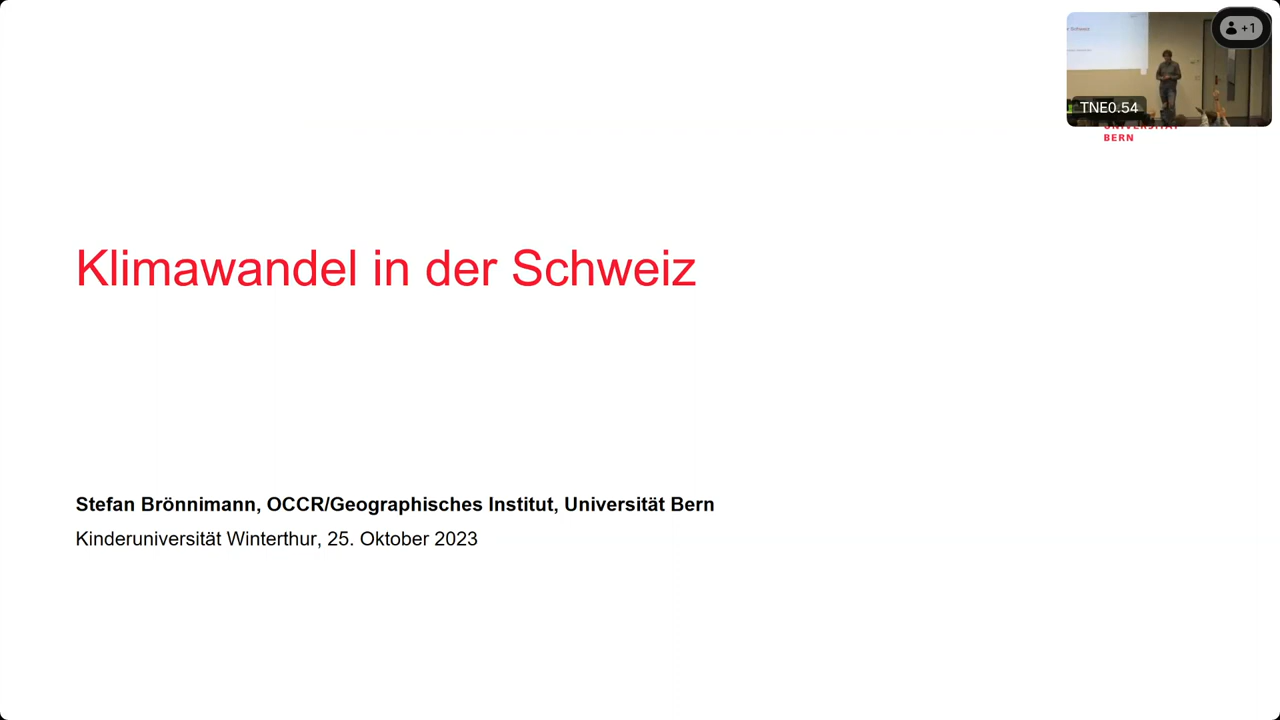 +1
TNE0.54
UNIVERSITÄT
BERN
Klimawandel in der Schweiz
Stefan Brönnimann, OCCR/Geographisches Institut, Universität Bern
Kinderuniversität Winterthur, 25. Oktober 2023